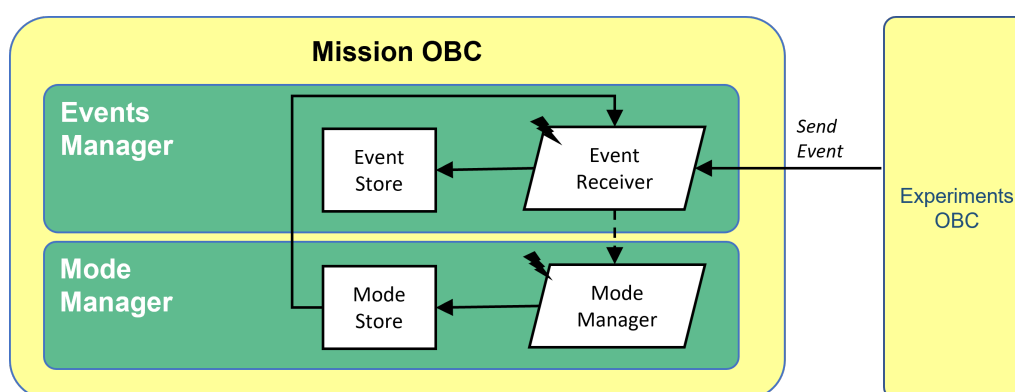 Mission OBC
Events
Manager
Event
Store
Event
Receiver
Send
Event
Experiments
OBC
Mode
Manager
Mode
Store
Mode
Manager